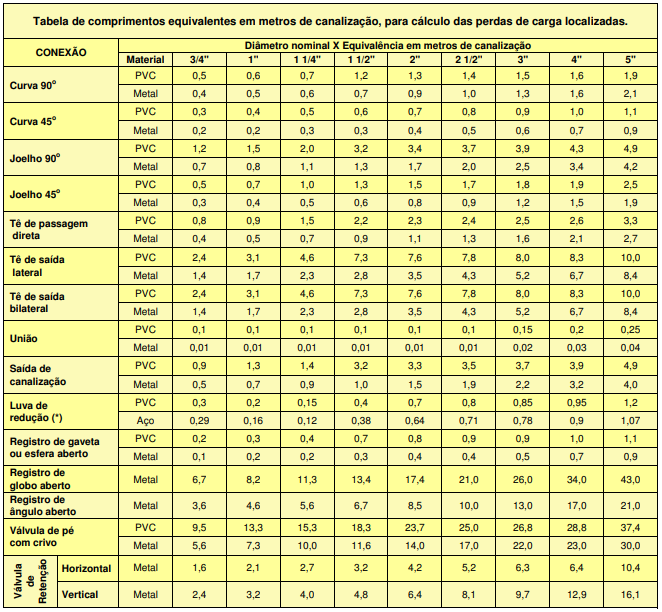 Tabela de comprimentos equivalentes em metros de canalização, para cálculo das perdas de carga localizadas.
CONEXÃO
Diâmetro nominal X Equivalência em metros de canalização
Material 3/4" 1" 1 1/4" 1 1/2" 2" 2 1/2" 3" 4" 5"
Curva 90º
PVC 0,5 0,6 0,7 1,2 1,3 1,4 1,5 1,6 1,9
Metal 0,4 0,5 0,6 0,7 0,9 1,0 1,3 1,6 2,1
Curva 45º
PVC 0,3 0,4 0,5 0,6 0,7 0,8 0,9 1,0 1,1
Metal 0,2 0,2 0,3 0,3 0,4 0,5 0,6 0,7 0,9
Joelho 90º
PVC 1,2 1,5 2,0 3,2 3,4 3,7 3,9 4,3 4,9
Metal 0,7 0,8 1,1 1,3 1,7 2,0 2,5 3,4 4,2
Joelho 45º
PVC 0,5 0,7 1,0 1,3 1,5 1,7 1,8 1,9 2,5
Metal 0,3 0,4 0,5 0,6 0,8 0,9 1,2 1,5 1,9
Tê de passagem
direta
PVC 0,8 0,9 1,5 2,2 2,3 2,4 2,5 2,6 3,3
Metal 0,4 0,5 0,7 0,9 1,1 1,3 1,6 2,1 2,7
Tê de saída
lateral
PVC 2,4 3,1 4,6 7,3 7,6 7,8 8,0 8,3 10,0
Metal 1,4 1,7 2,3 2,8 3,5 4,3 5,2 6,7 8,4
Tê de saída
bilateral
PVC 2,4 3,1 4,6 7,3 7,6 7,8 8,0 8,3 10,0
Metal 1,4 1,7 2,3 2,8 3,5 4,3 5,2 6,7 8,4
União
PVC 0,1 0,1 0,1 0,1 0,1 0,1 0,15 0,2 0,25
Metal 0,01 0,01 0,01 0,01 0,01 0,01 0,02 0,03 0,04
Saída de
canalização
PVC 0,9 1,3 1,4 3,2 3,3 3,5 3,7 3,9 4,9
Metal 0,5 0,7 0,9 1,0 1,5 1,9 2,2 3,2 4,0
Luva de
redução (*)
PVC 0,3 0,2 0,15 0,4 0,7 0,8 0,85 0,95 1,2
Aço 0,29 0,16 0,12 0,38 0,64 0,71 0,78 0,9 1,07
Registro de gaveta
ou esfera aberto
PVC 0,2 0,3 0,4 0,7 0,8 0,9 0,9 1,0 1,1
Metal 0,1 0,2 0,2 0,3 0,4 0,4 0,5 0,7 0,9
Registro de
globo aberto
Metal 6,7 8,2 11,3 13,4 17,4 21,0 26,0 34,0 43,0
Registro de
ângulo aberto
Metal 3,6 4,6 5,6 6,7 8,5 10,0 13,0 17,0 21,0
Válvula de pé
com crivo
PVC 9,5 13,3 15,3 18,3 23,7 25,0 26,8 28,8 37,4
Metal 5,6 7,3 10,0 11,6 14,0 17,0 22,0 23,0 30,0
Válvula
de
Retenção
Horizontal Metal 1,6 2,1 2,7 3,2 4,2 5,2 6,3 6,4 10,4
Vertical Metal 2,4 3,2 4,0 4,8 6,4 8,1 9,7 12,9 16,1